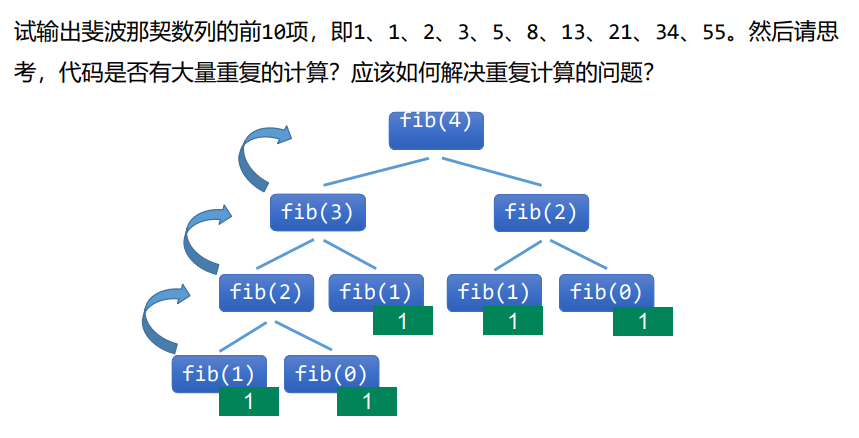 试输出斐波那契数列的前10项，即1、1、2、3、5、8、13、21、34、55。然后请思
考，代码是否有大量重复的计算？应该如何解决重复计算的问题？
fib(4)
fib(3)
fib(2)
fib(2)
fib(1)
fib(1)
fib(0)
1
1
1
fib(1)
fib(0)
1
1